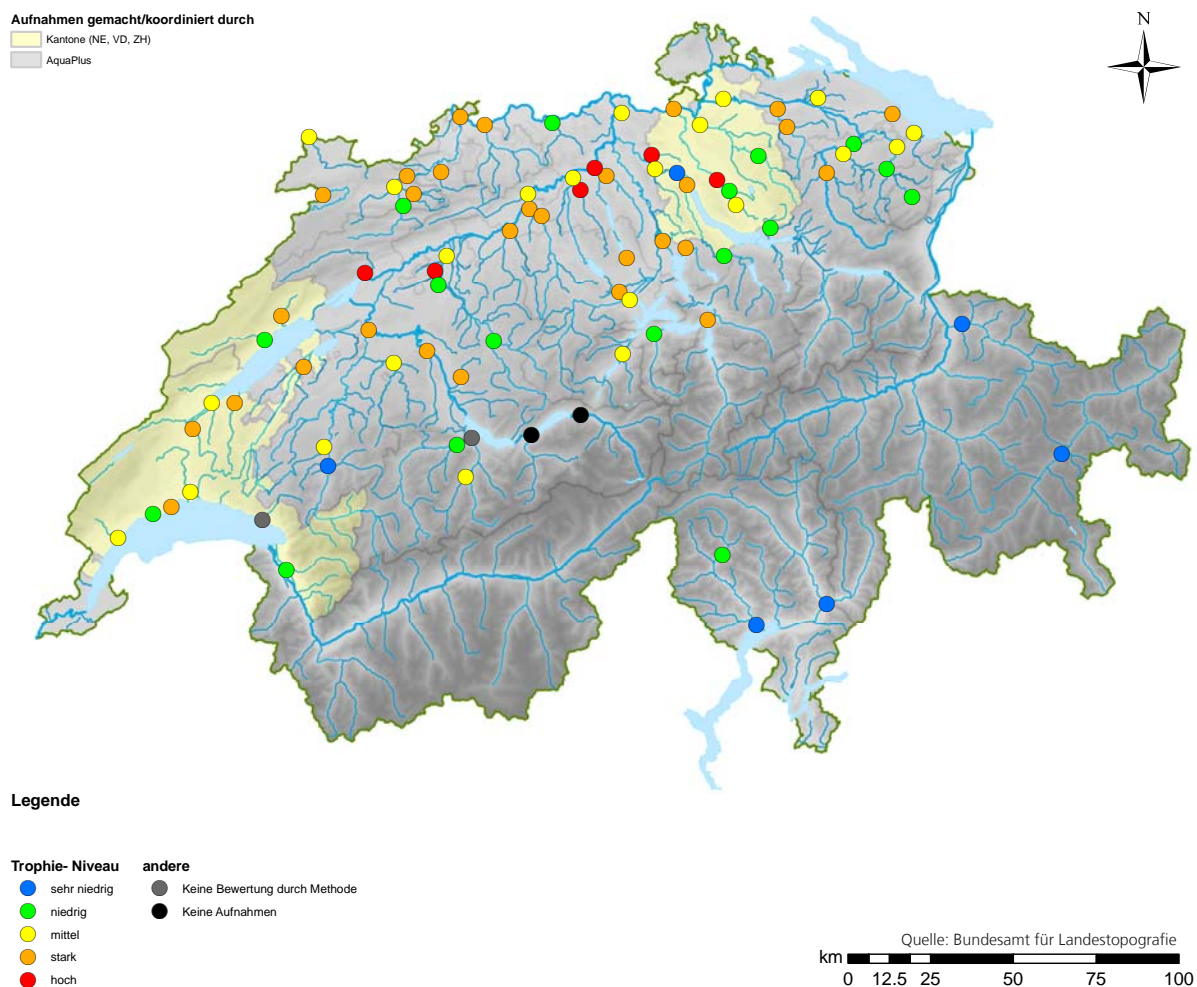 Aufnahmen gemacht/koordiniert durch
Kantone (NE, VD, ZH)
AquaPlus
N
Legende
Trophie- Niveau andere
sehr niedrig Keine Bewertung durch Methode
niedrig Keine Aufnahmen
mittel
stark
hoch
Quelle: Bundesamt für Landestopografie
km
0 12.5 25 50 75 100